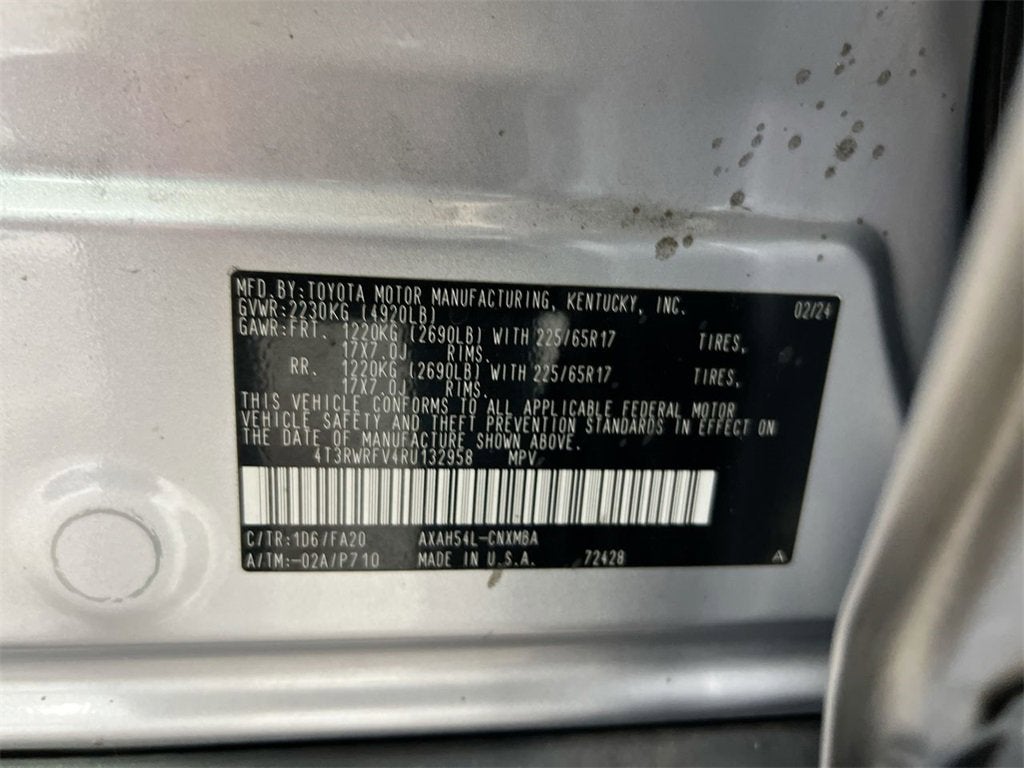 MFD.BY:TOYOTA MOTOR MANUFACTURING, KENTUCKY, INC. 02/24
GVWR:2230KG (4920LB)
GAWR:FRT. 1220KG (2690LB) WITH 225/65R17 TIRES,
17X7.0J RIMS.
RR. 1220KG (2690LB) WITH 225/65R17 TIRES,
17X7.0J RIMS.
THIS VEHICLE CONFORMS TO ALL APPLICABLE FEDERAL MOTOR
VEHICLE SAFETY AND THEFT PREVENTION STANDARDS IN EFFECT ON
THE DATE OF MANUFACTURE SHOWN ABOVE.
4T3RWRFV4RU132958 MPV
C/TR:1D6/FA20 AXAH54L-CNXMBA
A/TM:-02A/P710 MADE IN U.S.A. 72428 A